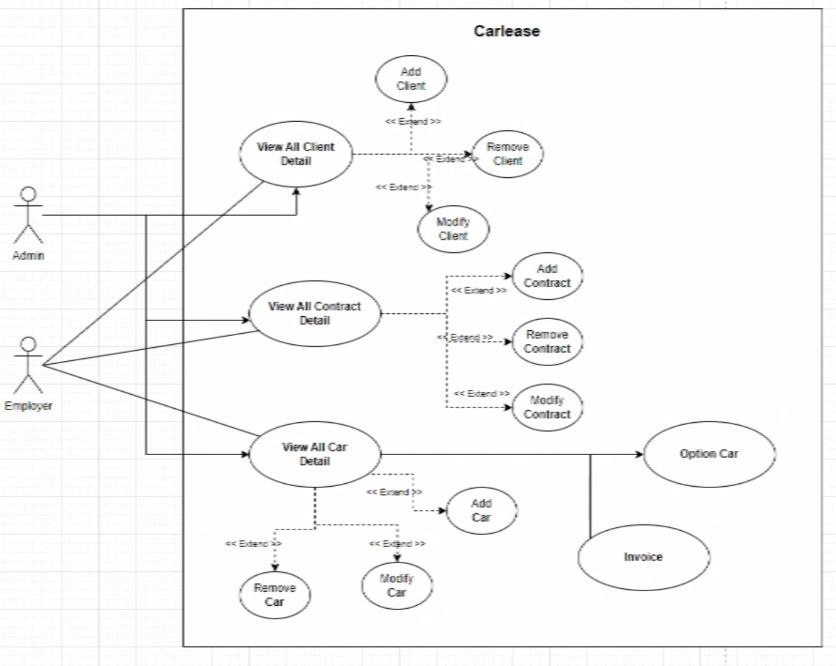 Carlease
Add
Client
<< Extend >>
View All Client
Detail
Remove
Client
<< Extend >>
<< Extend >>
Modify
Client
Admin
Add
Contract
<< Extend >>
View All Contract
Detail
Remove
Contract
<< Extend >>
<< Extend >>
Modify
Contract
Employer
View All Car
Detail
Option Car
<< Extend >>
Add
Car
<< Extend >>
<< Extend >>
Invoice
Remove
Car
Modify
Car